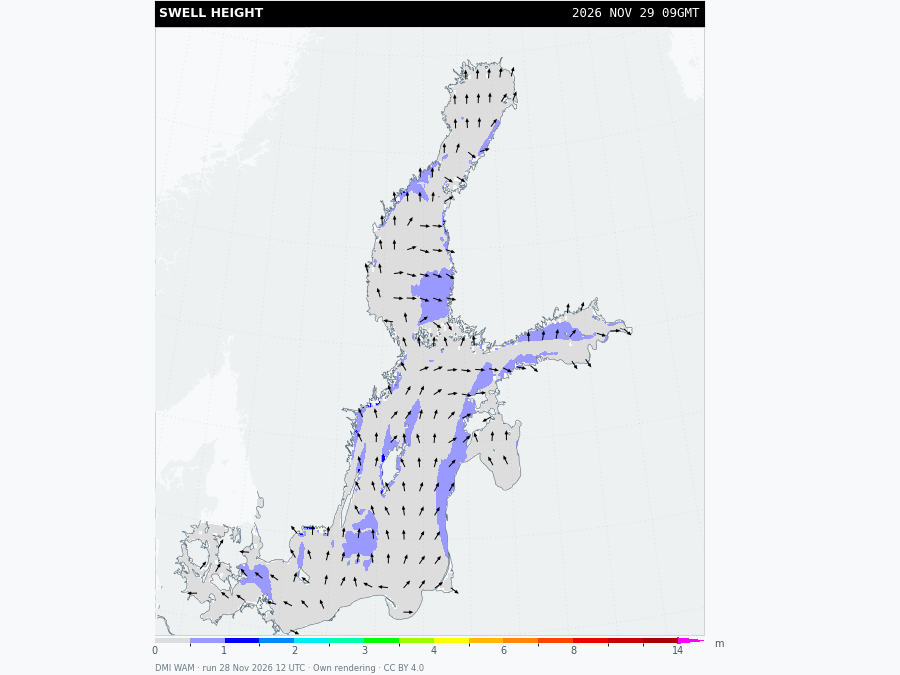 SWELL HEIGHT
2026 NOV 29 09GMT
0 1 2 3 4 6 8 14 m
DMI WAM · run 28 Nov 2026 12 UTC · Own rendering · CC BY 4.0